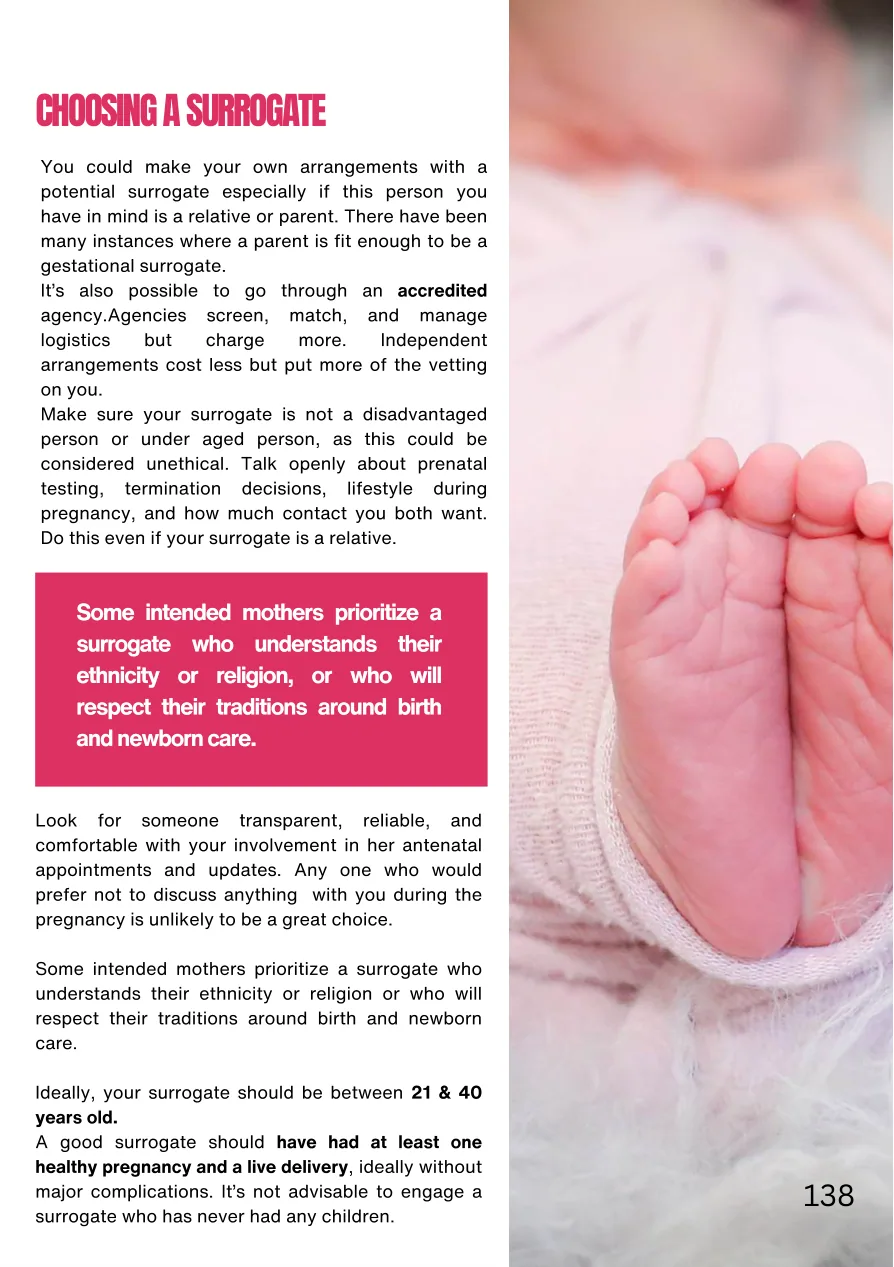 CHOOSING A SURROGATE
You could make your own arrangements with a
potential surrogate especially if this person you
have in mind is a relative or parent. There have been
many instances where a parent is fit enough to be a
gestational surrogate.
It’s also possible to go through an accredited
agency.Agencies screen, match, and manage
logistics but charge more. Independent
arrangements cost less but put more of the vetting
on you.
Make sure your surrogate is not a disadvantaged
person or under aged person, as this could be
considered unethical. Talk openly about prenatal
testing, termination decisions, lifestyle during
pregnancy, and how much contact you both want.
Do this even if your surrogate is a relative.
Some intended mothers prioritize a
surrogate who understands their
ethnicity or religion, or who will
respect their traditions around birth
and newborn care.
Look for someone transparent, reliable, and
comfortable with your involvement in her antenatal
appointments and updates. Any one who would
prefer not to discuss anything  with you during the
pregnancy is unlikely to be a great choice.
Some intended mothers prioritize a surrogate who
understands their ethnicity or religion or who will
respect their traditions around birth and newborn
care.
Ideally, your surrogate should be between 21 & 40
years old.
A good surrogate should have had at least one
healthy pregnancy and a live delivery, ideally without
major complications. It’s not advisable to engage a
surrogate who has never had any children.
138